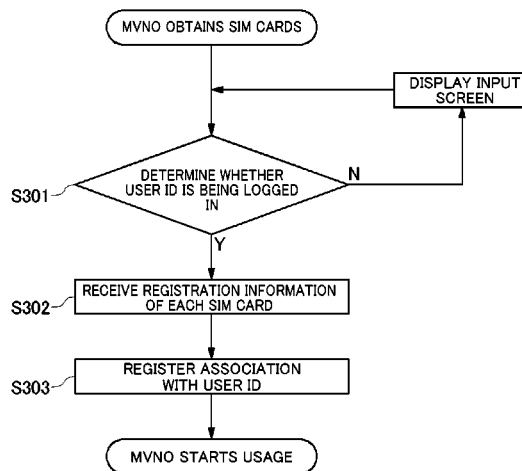 MVNO OBTAINS SIM CARDS
DISPLAY INPUT
SCREEN
DETERMINE WHETHER
USER ID IS BEING LOGGED
IN
N
S301
Y
RECEIVE REGISTRATION INFORMATION
OF EACH SIM CARD
S302
REGISTER ASSOCIATION
WITH USER ID
S303
MVNO STARTS USAGE